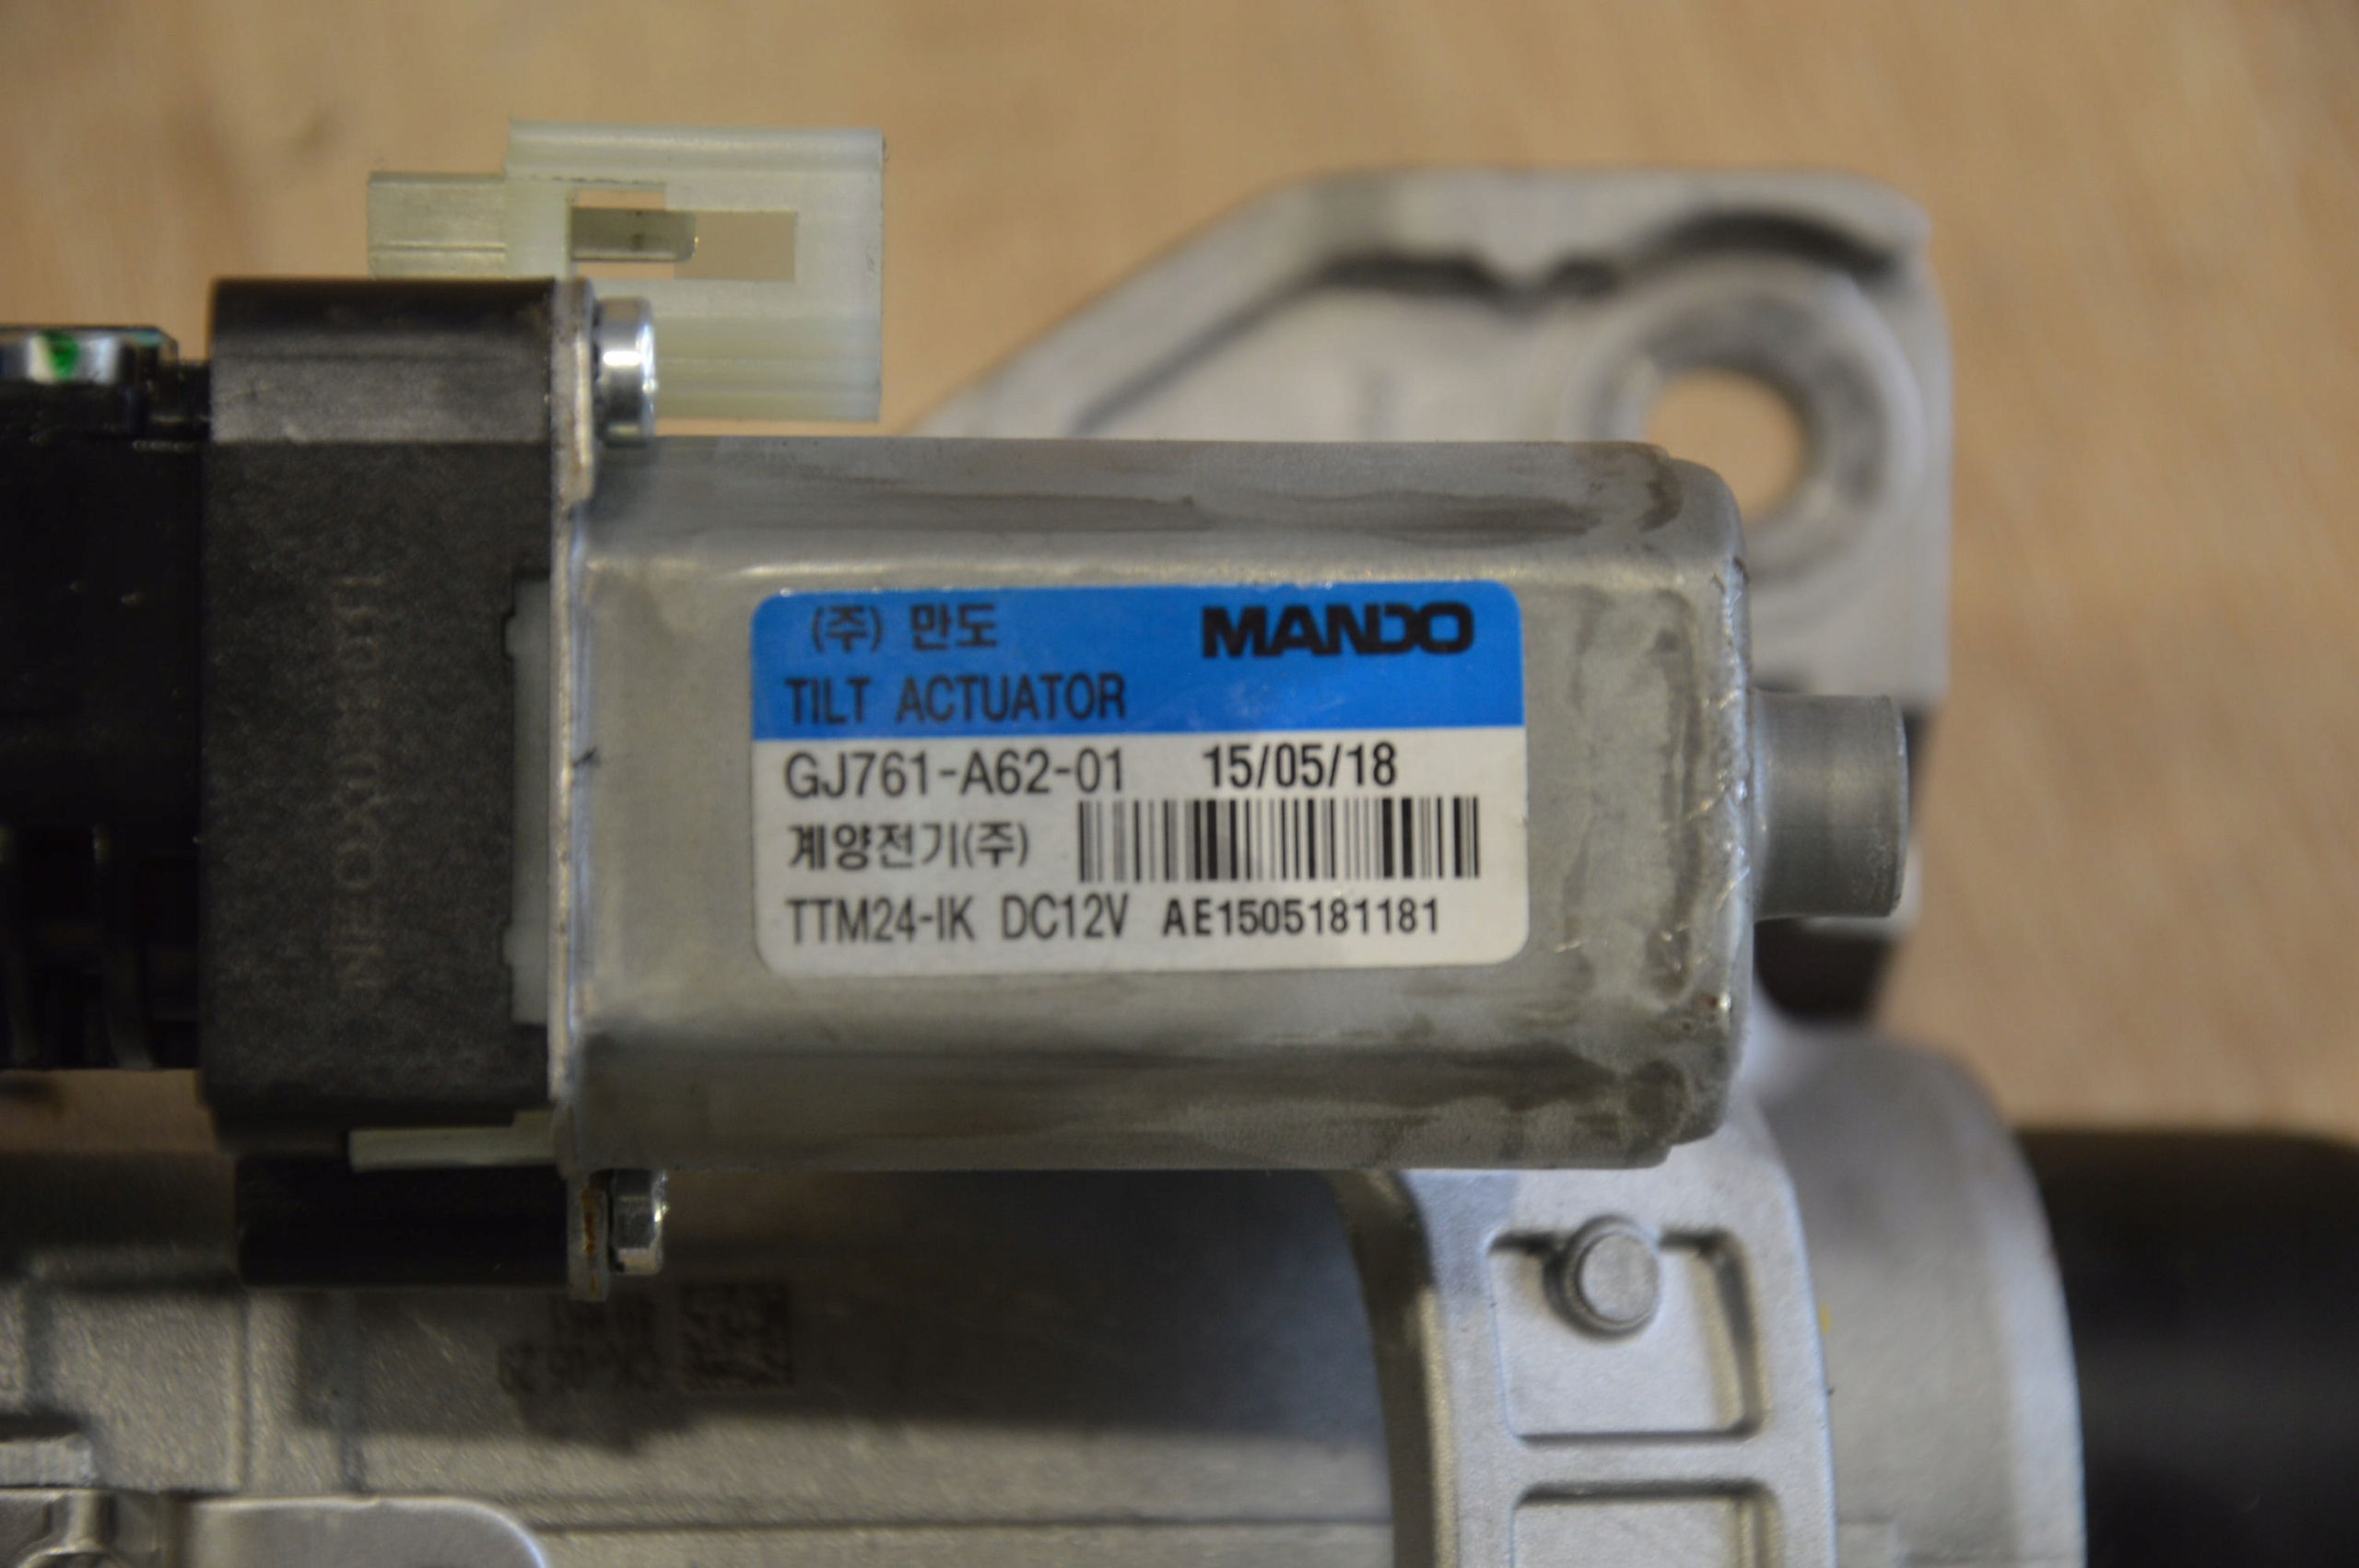 (주) 만도 MANDO
TILT ACTUATOR
GJ761-A62-01 15/05/18
계양전기(주)
TTM24-IK DC12V AE1505181181